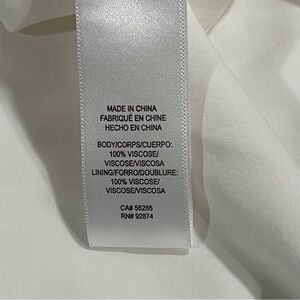 MADE IN CHINA
FABRIQUÉ EN CHINE
HECHO EN CHINA
BODY/CORPS/CUERPO:
100% VISCOSE/
VISCOSE/VISCOSA
LINING/FORRO/DOUBLURE:
100% VISCOSE/
VISCOSE/VISCOSA
CA# 56266
RN# 92874